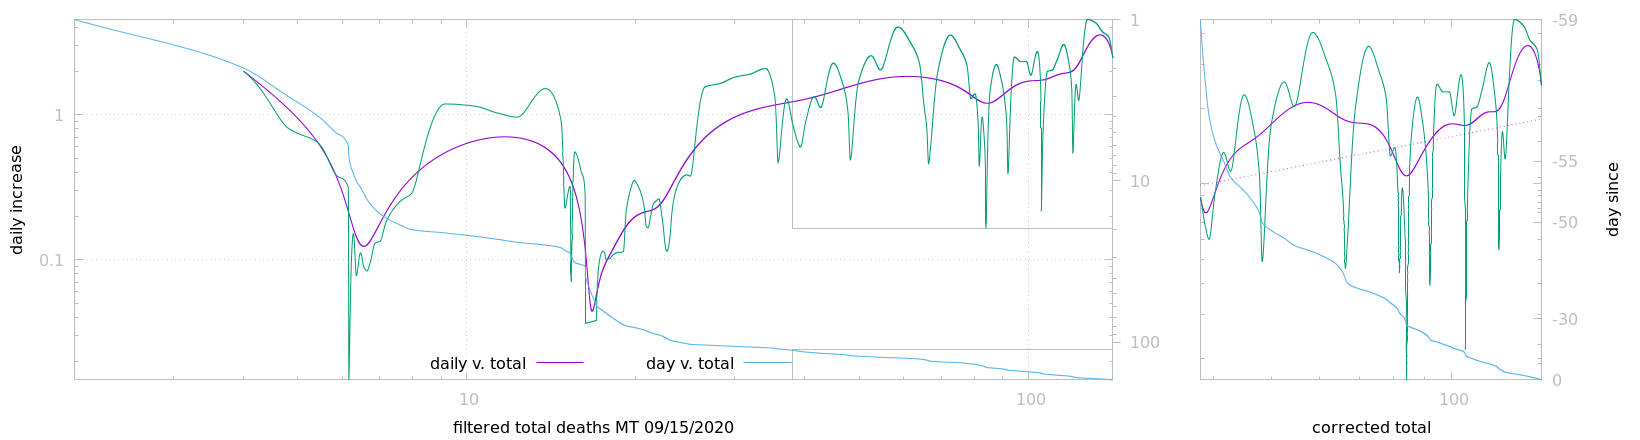 daily increase
1
0.1
daily v. total
day v. total
10
100
filtered total deaths MT 09/15/2020
1
10
100
-59
-55
-50
-30
0
day since
100
corrected total